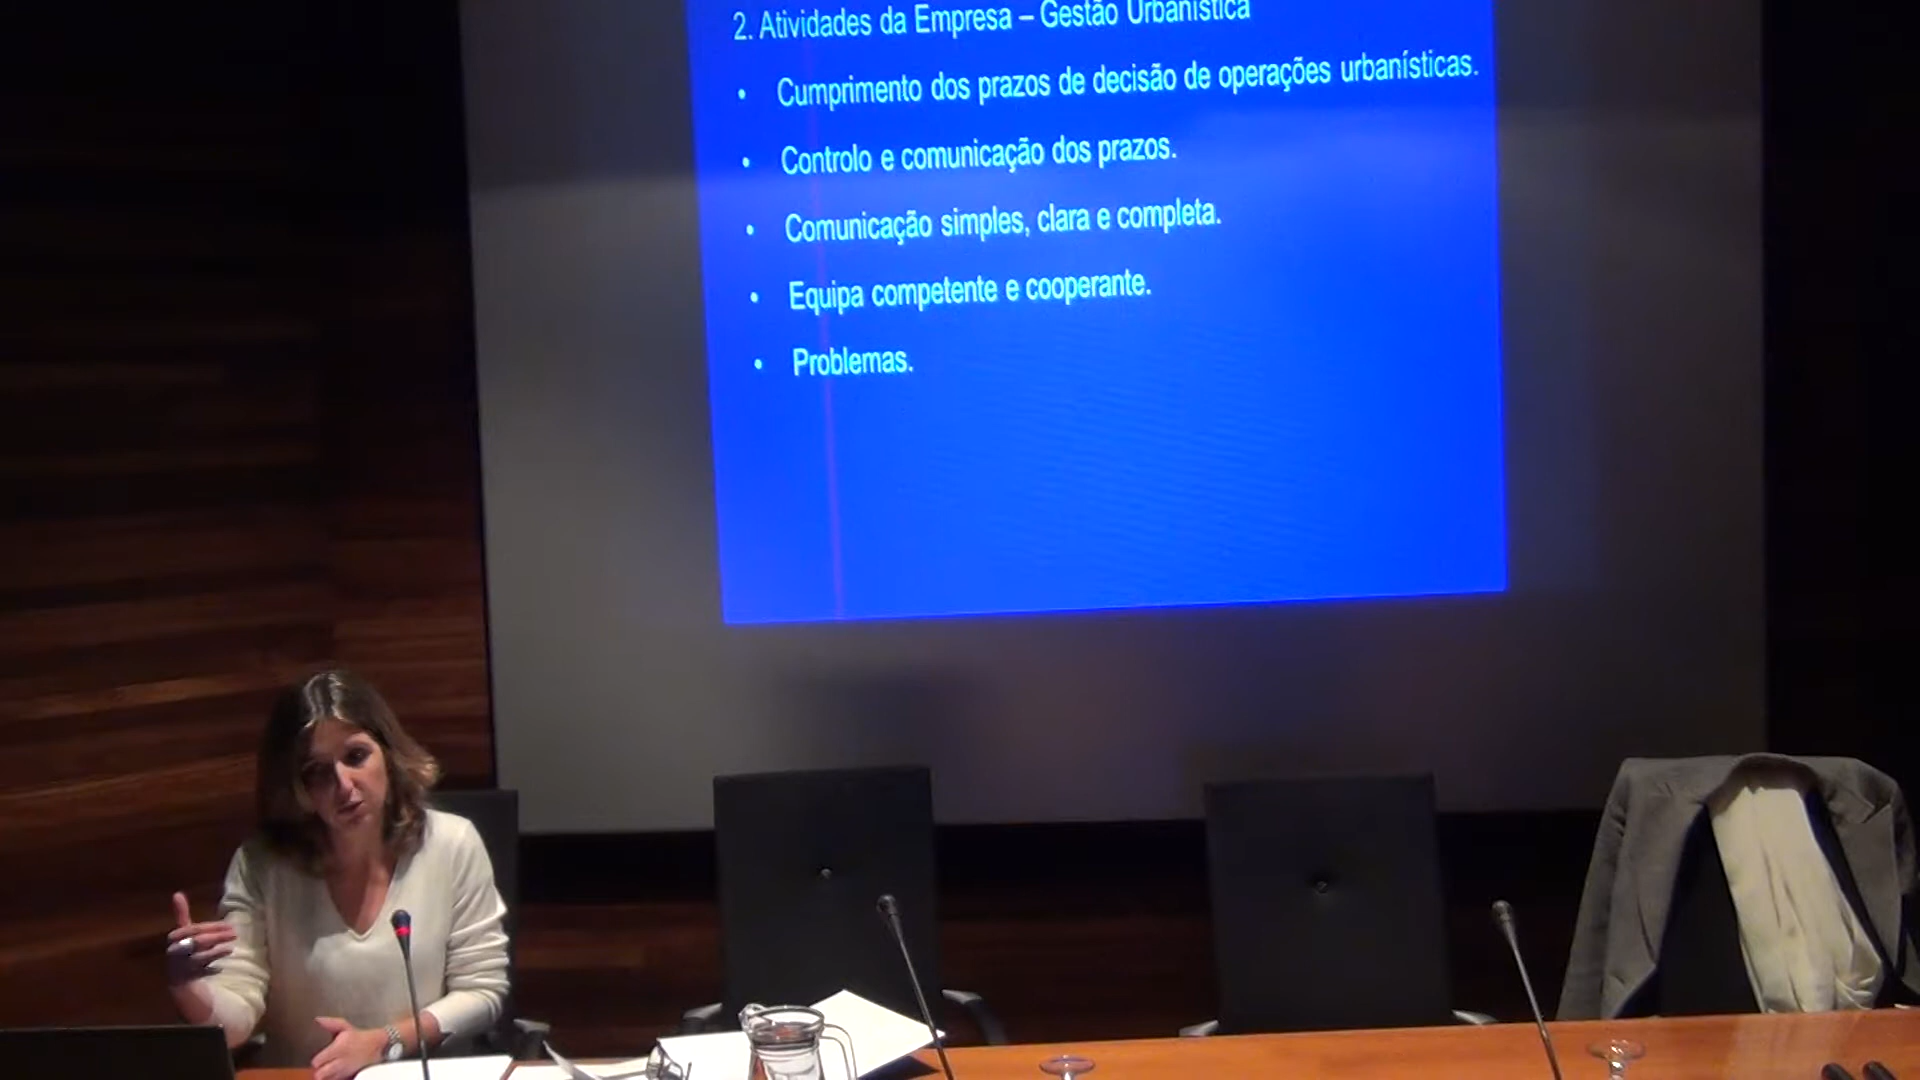 2. Atividades da Empresa – Gestão Urbanística
• Cumprimento dos prazos de decisão de operações urbanísticas.
• Controlo e comunicação dos prazos.
• Comunicação simples, clara e completa.
• Equipa competente e cooperante.
• Problemas.